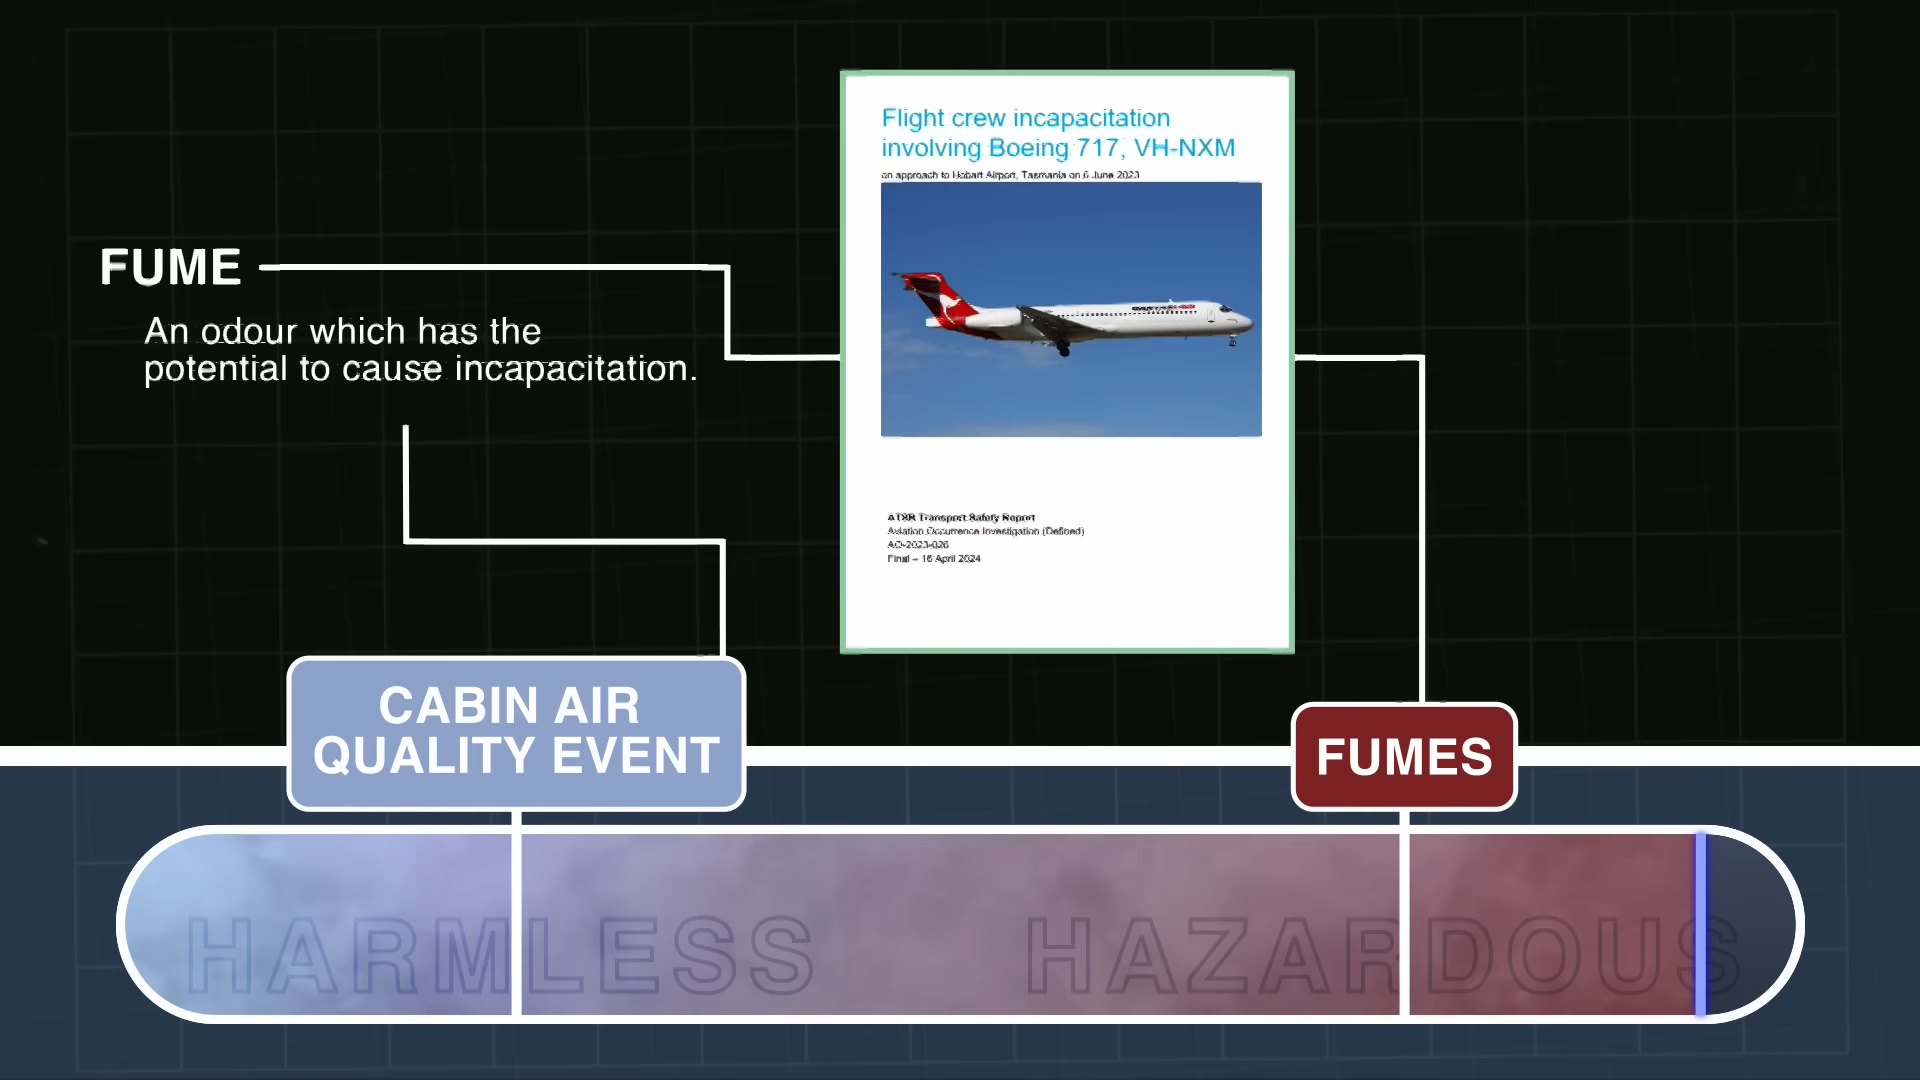 Flight crew incapacitation
involving Boeing 717, VH-NXM
on approach to Hobart Airport, Tasmania on 6 June 2023
FUME
An odour which has the
potential to cause incapacitation.
ATSB Transport Safety Report
Aviation Occurrence Investigation (Defined)
AO-2023-026
Final – 16 April 2024
CABIN AIR
QUALITY EVENT
FUMES
HARMLESS
HAZARDOUS